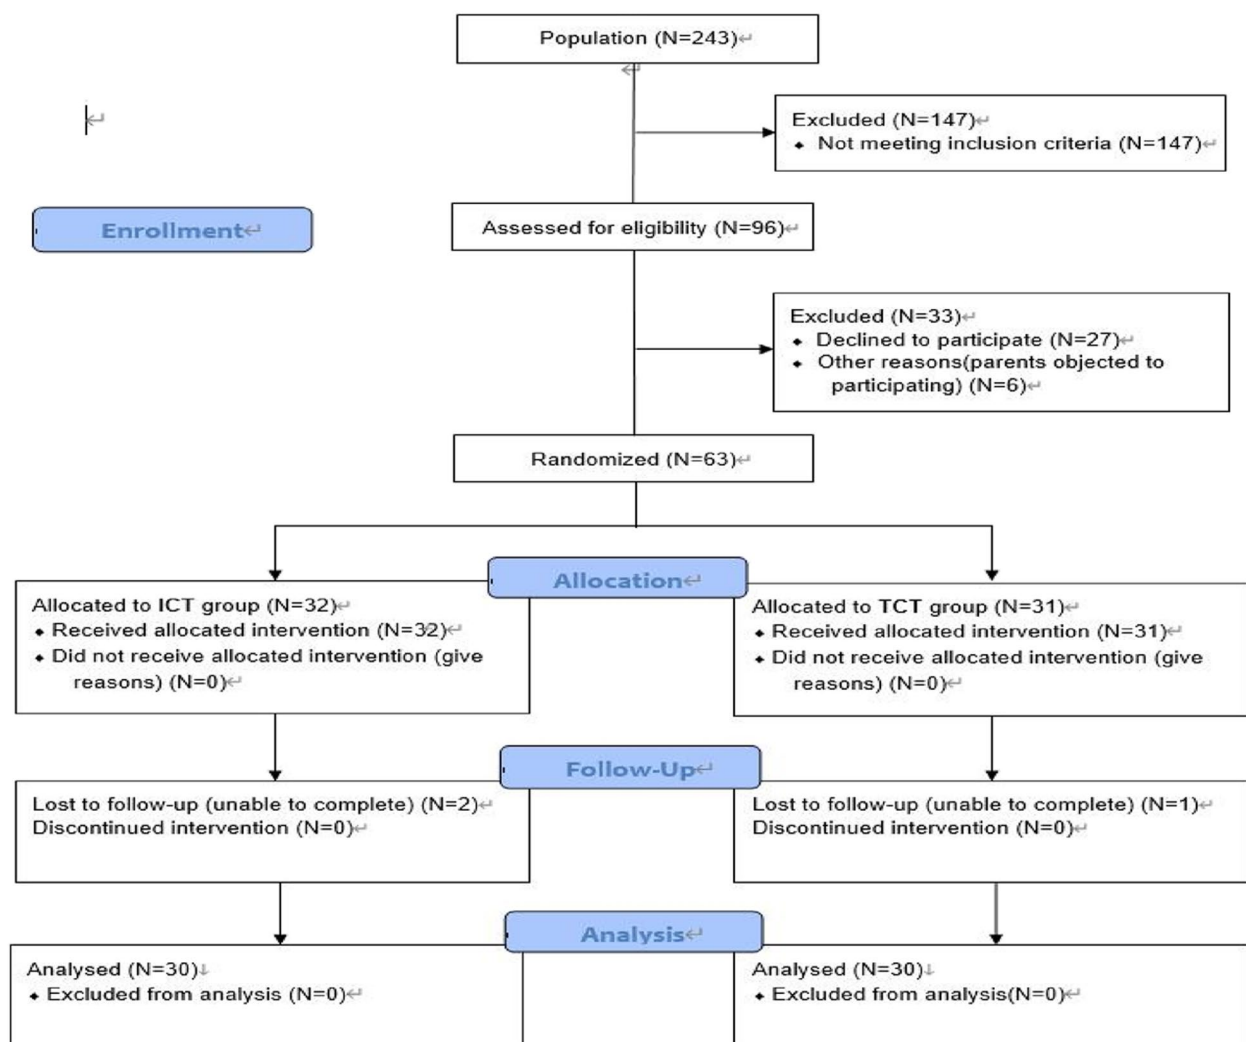 Population (N=243)↵
↵
Excluded (N=147)↵
◆ Not meeting inclusion criteria (N=147)↵
↵
Enrollment↵
Assessed for eligibility (N=96)↵
Excluded (N=33)↵
◆ Declined to participate (N=27)↵
◆ Other reasons(parents objected to
participating) (N=6)↵
Randomized (N=63)↵
Allocation↵
Allocated to ICT group (N=32)↵
◆ Received allocated intervention (N=32)↵
◆ Did not receive allocated intervention (give
reasons) (N=0)↵
Allocated to TCT group (N=31)↵
◆ Received allocated intervention (N=31)↵
◆ Did not receive allocated intervention (give
reasons) (N=0)↵
Follow-Up↵
Lost to follow-up (unable to complete) (N=2)↵
Discontinued intervention (N=0)↵
Lost to follow-up (unable to complete) (N=1)↵
Discontinued intervention (N=0)↵
Analysis↵
Analysed (N=30)↓
◆ Excluded from analysis (N=0)↵
Analysed (N=30)↓
◆ Excluded from analysis(N=0)↵